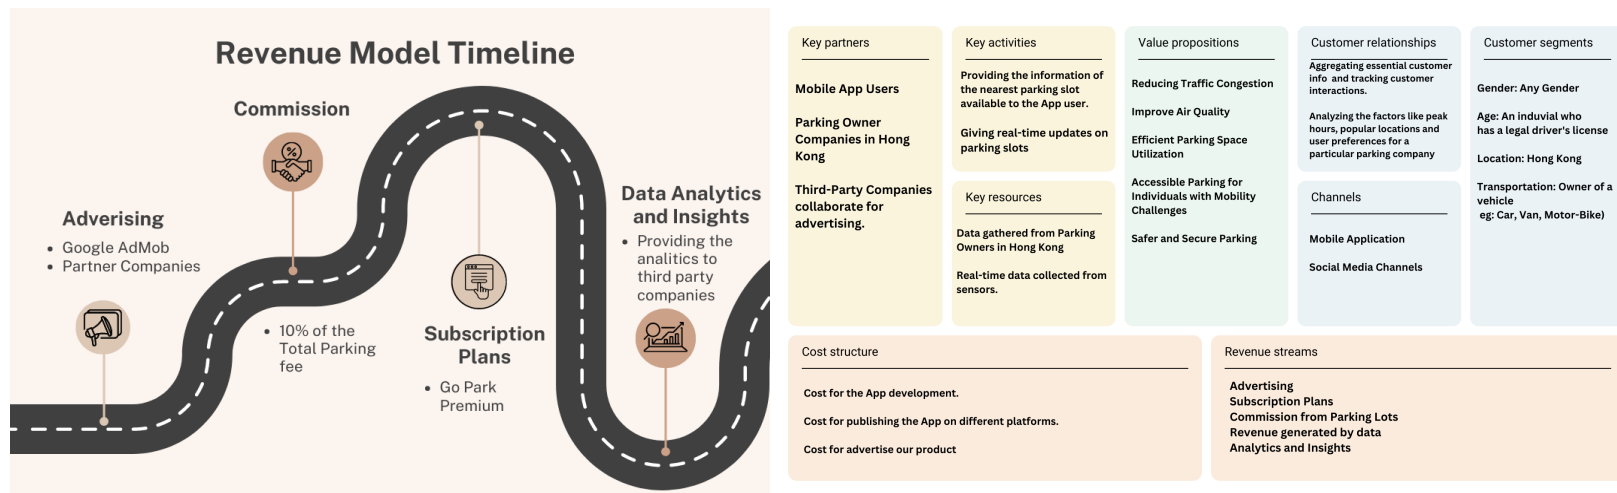 Revenue Model Timeline
Commission
Adverising
Google AdMob
Partner Companies
10% of the
Total Parking
fee
Subscription
Plans
Go Park
Premium
Data Analytics
and Insights
Providing the
analitics to
third party
companies
%
Key partners
Mobile App Users
Parking Owner
Companies in Hong
Kong
Third-Party Companies
collaborate for
advertising.
Key activities
Providing the information of
the nearest parking slot
available to the App user.
Giving real-time updates on
parking slots
Key resources
Data gathered from Parking
Owners in Hong Kong
Real-time data collected from
sensors.
Value propositions
Reducing Traffic Congestion
Improve Air Quality
Efficient Parking Space
Utilization
Accessible Parking for
Individuals with Mobility
Challenges
Safer and Secure Parking
Customer relationships
Aggregating essential customer
info and tracking customer
interactions.
Analyzing the factors like peak
hours, popular locations and
user preferences for a
particular parking company
Channels
Mobile Application
Social Media Channels
Customer segments
Gender: Any Gender
Age: An induvial who
has a legal driver's license
Location: Hong Kong
Transportation: Owner of a
vehicle
eg: Car, Van, Motor-Bike)
Cost structure
Cost for the App development.
Cost for publishing the App on different platforms.
Cost for advertise our product
Revenue streams
Advertising
Subscription Plans
Commission from Parking Lots
Revenue generated by data
Analytics and Insights